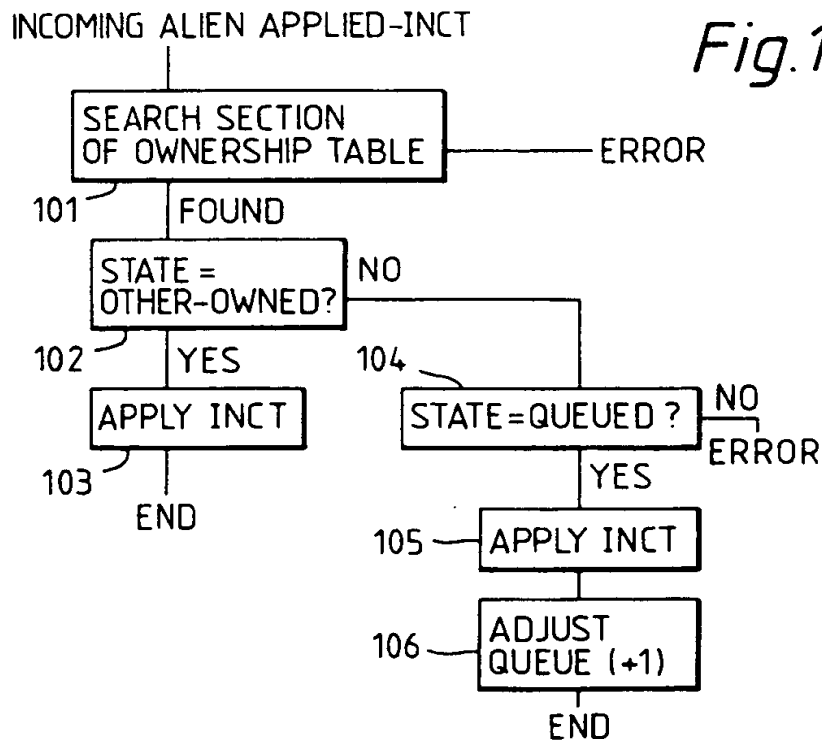 INCOMING ALIEN APPLIED-INCT
Fig.1
SEARCH SECTION
OF OWNERSHIP TABLE
ERROR
101
FOUND
STATE =
OTHER-OWNED?
NO
102
YES
104
APPLY INCT
STATE=QUEUED ?
NO
ERROR
103
YES
END
105
APPLY INCT
106
ADJUST
QUEUE (+1)
END